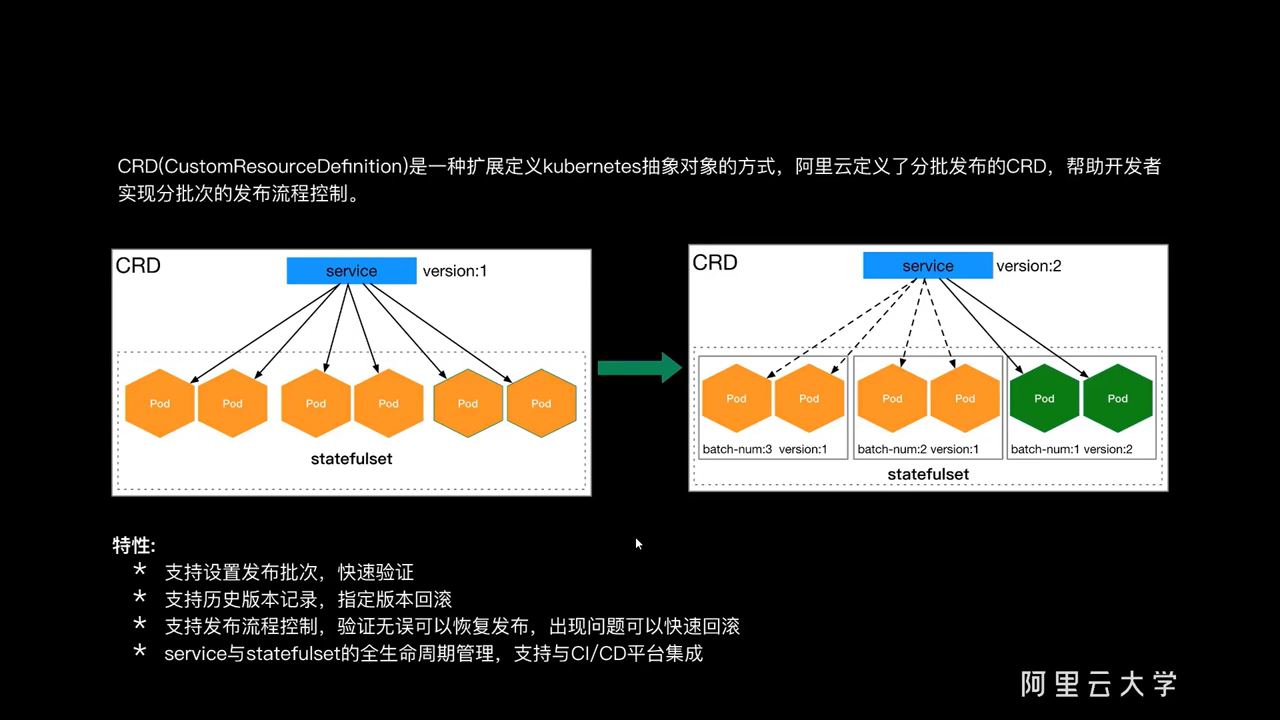 CRD(CustomResourceDefinition)是一种扩展定义kubernetes抽象对象的方式，阿里云定义了分批发布的CRD，帮助开发者
实现分批次的发布流程控制。
CRD
service
version:1
Pod
Pod
Pod
Pod
Pod
Pod
statefulset
CRD
service
version:2
Pod
Pod
Pod
Pod
Pod
Pod
batch-num:3 version:1
batch-num:2 version:1
batch-num:1 version:2
statefulset
特性:
* 支持设置发布批次，快速验证
* 支持历史版本记录，指定版本回滚
* 支持发布流程控制，验证无误可以恢复发布，出现问题可以快速回滚
* service与statefulset的全生命周期管理，支持与CI/CD平台集成
阿里云大学